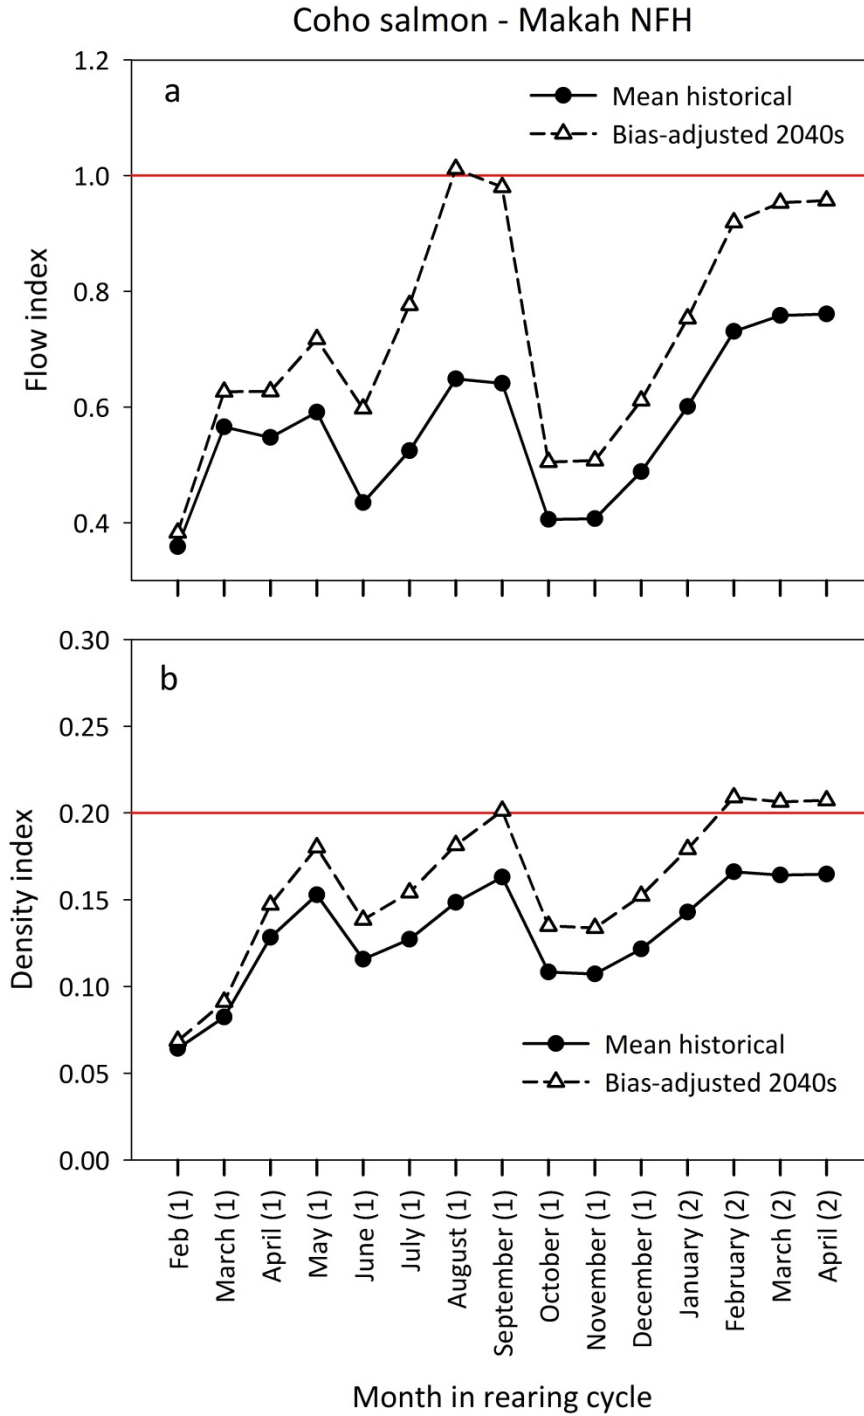 Coho salmon - Makah NFH
a
Mean historical
Bias-adjusted 2040s
1.2
1.0
0.8
0.6
0.4
Flow index
b
0.30
0.25
0.20
0.15
0.10
0.05
0.00
Density index
Mean historical
Bias-adjusted 2040s
Feb (1)
March (1)
April (1)
May (1)
June (1)
July (1)
August (1)
September (1)
October (1)
November (1)
December (1)
January (2)
February (2)
March (2)
April (2)
Month in rearing cycle